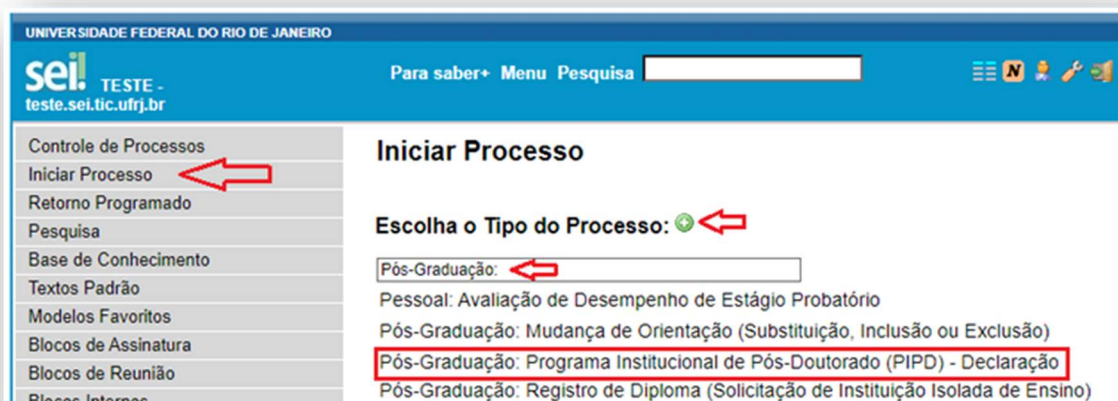 UNIVERSIDADE FEDERAL DO RIO DE JANEIRO
sei! TESTE -
teste.sei.tic.ufrj.br
Para saber+ Menu Pesquisa
N
Controle de Processos
Iniciar Processo
Retorno Programado
Pesquisa
Base de Conhecimento
Textos Padrão
Modelos Favoritos
Blocos de Assinatura
Blocos de Reunião
Blocos Internos
Iniciar Processo
Escolha o Tipo do Processo:
Pós-Graduação:
Pessoal: Avaliação de Desempenho de Estágio Probatório
Pós-Graduação: Mudança de Orientação (Substituição, Inclusão ou Exclusão)
Pós-Graduação: Programa Institucional de Pós-Doutorado (PIPD) - Declaração
Pós-Graduação: Registro de Diploma (Solicitação de Instituição Isolada de Ensino)